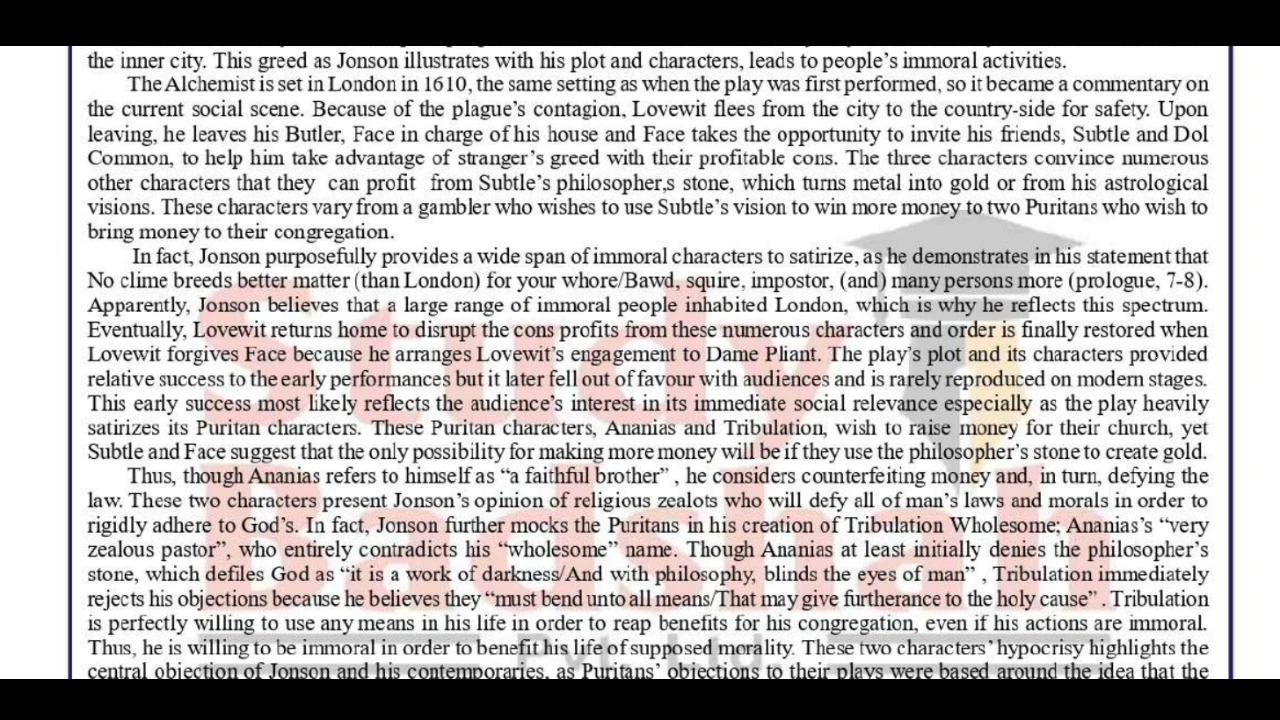 the inner city. This greed as Jonson illustrates with his plot and characters, leads to people's immoral activities.
The Alchemist is set in London in 1610, the same setting as when the play was first performed, so it became a commentary on
the current social scene. Because of the plague's contagion, Lovewit flees from the city to the country-side for safety. Upon
leaving, he leaves his Butler, Face in charge of his house and Face takes the opportunity to invite his friends, Subtle and Dol
Common, to help him take advantage of stranger's greed with their profitable cons. The three characters convince numerous
other characters that they can profit from Subtle's philosopher,s stone, which turns metal into gold or from his astrological
visions. These characters vary from a gambler who wishes to use Subtle's vision to win more money to two Puritans who wish to
bring money to their congregation.
In fact, Jonson purposefully provides a wide span of immoral characters to satirize, as he demonstrates in his statement that
No clime breeds better matter (than London) for your whore/Bawd, squire, impostor, (and) many persons more (prologue, 7-8).
Apparently, Jonson believes that a large range of immoral people inhabited London, which is why he reflects this spectrum.
Eventually, Lovewit returns home to disrupt the cons profits from these numerous characters and order is finally restored when
Lovewit forgives Face because he arranges Lovewit's engagement to Dame Pliant. The play's plot and its characters provided
relative success to the early performances but it later fell out of favour with audiences and is rarely reproduced on modern stages.
This early success most likely reflects the audience's interest in its immediate social relevance especially as the play heavily
satirizes its Puritan characters. These Puritan characters, Ananias and Tribulation, wish to raise money for their church, yet
Subtle and Face suggest that the only possibility for making more money will be if they use the philosopher's stone to create gold.
Thus, though Ananias refers to himself as "a faithful brother" , he considers counterfeiting money and, in turn, defying the
law. These two characters present Jonson's opinion of religious zealots who will defy all of man's laws and morals in order to
rigidly adhere to God's. In fact, Jonson further mocks the Puritans in his creation of Tribulation Wholesome; Ananias's "very
zealous pastor", who entirely contradicts his "wholesome" name. Though Ananias at least initially denies the philosopher's
stone, which defiles God as "it is a work of darkness/And with philosophy, blinds the eyes of man" , Tribulation immediately
rejects his objections because he believes they "must bend unto all means/That may give furtherance to the holy cause" . Tribulation
is perfectly willing to use any means in his life in order to reap benefits for his congregation, even if his actions are immoral.
Thus, he is willing to be immoral in order to benefit his life of supposed morality. These two characters' hypocrisy highlights the
central objection of Jonson and his contemporaries, as Puritans' objections to their plays were based around the idea that the
Study
Badshah
Pvt. Ltd.